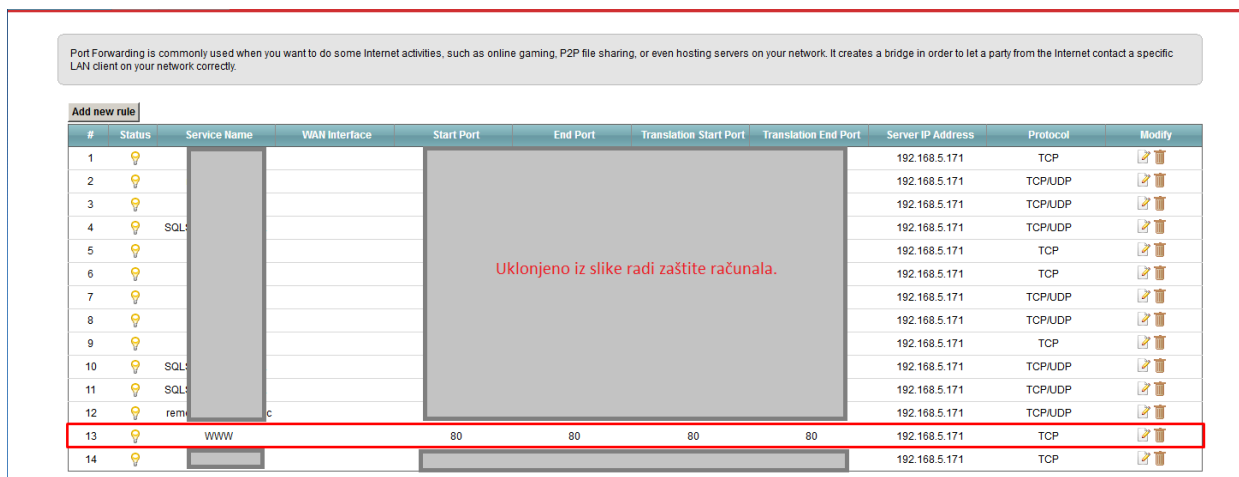 Port Forwarding is commonly used when you want to do some Internet activities, such as online gaming, P2P file sharing, or even hosting servers on your network. It creates a bridge in order to let a party from the Internet contact a specific
LAN client on your network correctly.
Add new rule
# Status Service Name WAN Interface Start Port End Port Translation Start Port Translation End Port Server IP Address Protocol Modify
1 192.168.5.171 TCP
2 192.168.5.171 TCP/UDP
3 192.168.5.171 TCP/UDP
4 SQL 192.168.5.171 TCP/UDP
5 192.168.5.171 TCP
Uklonjeno iz slike radi zaštite računala.
6 192.168.5.171 TCP
7 192.168.5.171 TCP/UDP
8 192.168.5.171 TCP/UDP
9 192.168.5.171 TCP
10 SQL 192.168.5.171 TCP/UDP
11 SQL 192.168.5.171 TCP/UDP
12 rem c 192.168.5.171 TCP/UDP
13 WWW 80 80 80 80 192.168.5.171 TCP
14 192.168.5.171 TCP